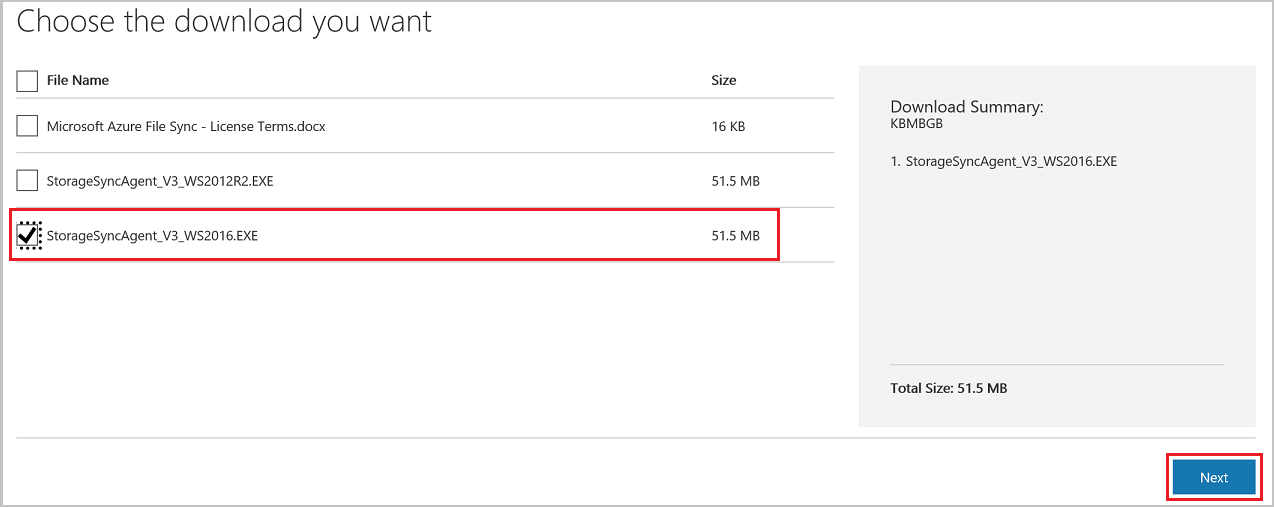 Choose the download you want
File Name Size
Microsoft Azure File Sync - License Terms.docx 16 KB
StorageSyncAgent_V3_WS2012R2.EXE 51.5 MB
StorageSyncAgent_V3_WS2016.EXE 51.5 MB
Download Summary:
KBMBGB
1. StorageSyncAgent_V3_WS2016.EXE
Total Size: 51.5 MB
Next